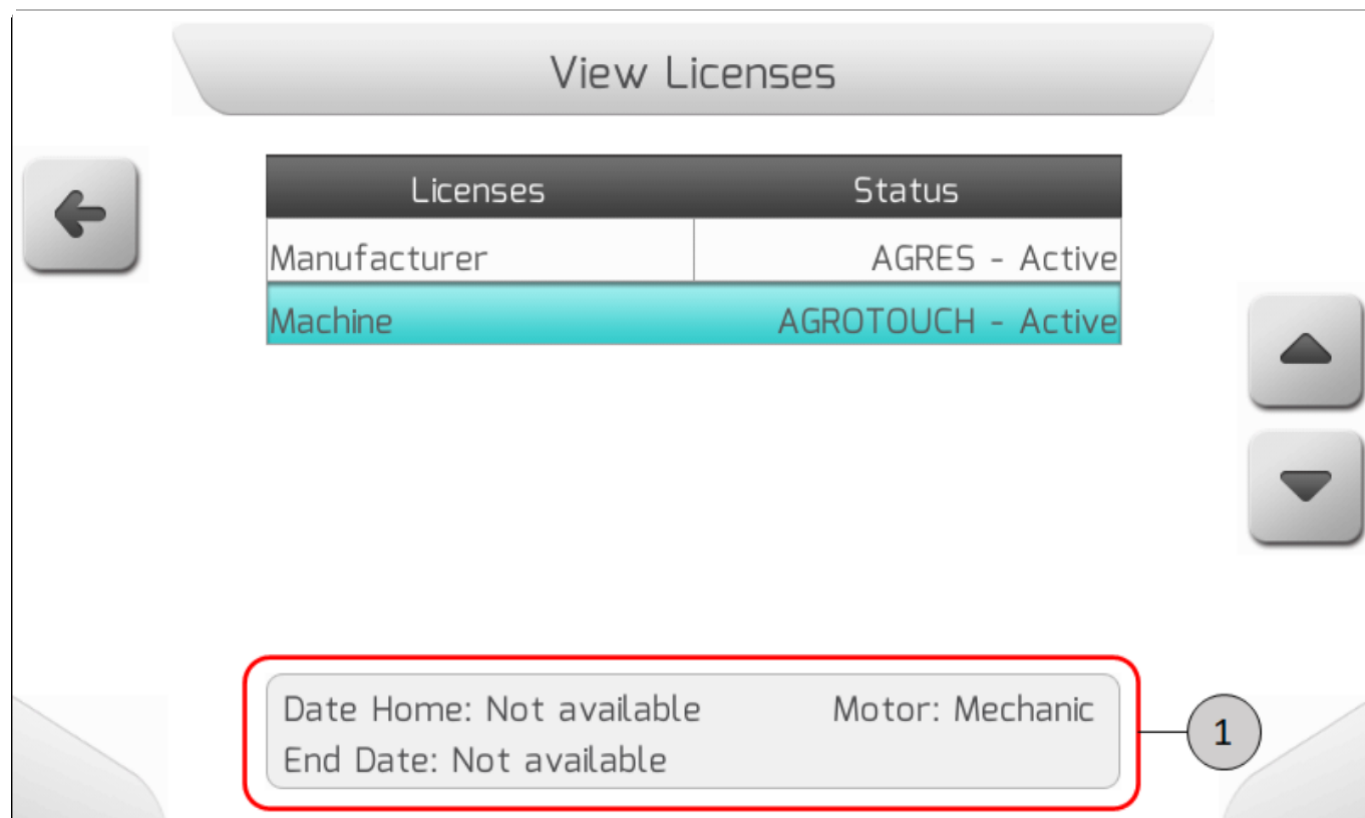 View Licenses
Licenses Status
Manufacturer AGRES - Active
Machine AGROTOUCH - Active
Date Home: Not available Motor: Mechanic
End Date: Not available
1